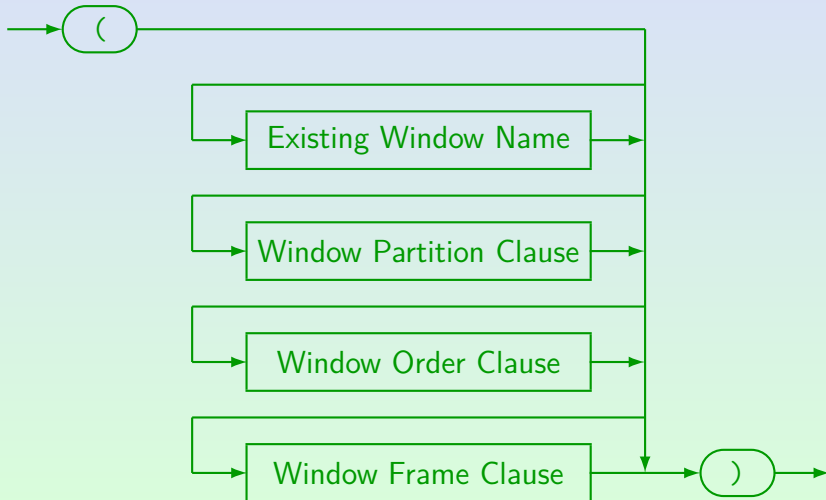 (
Existing Window Name
Window Partition Clause
Window Order Clause
Window Frame Clause
)